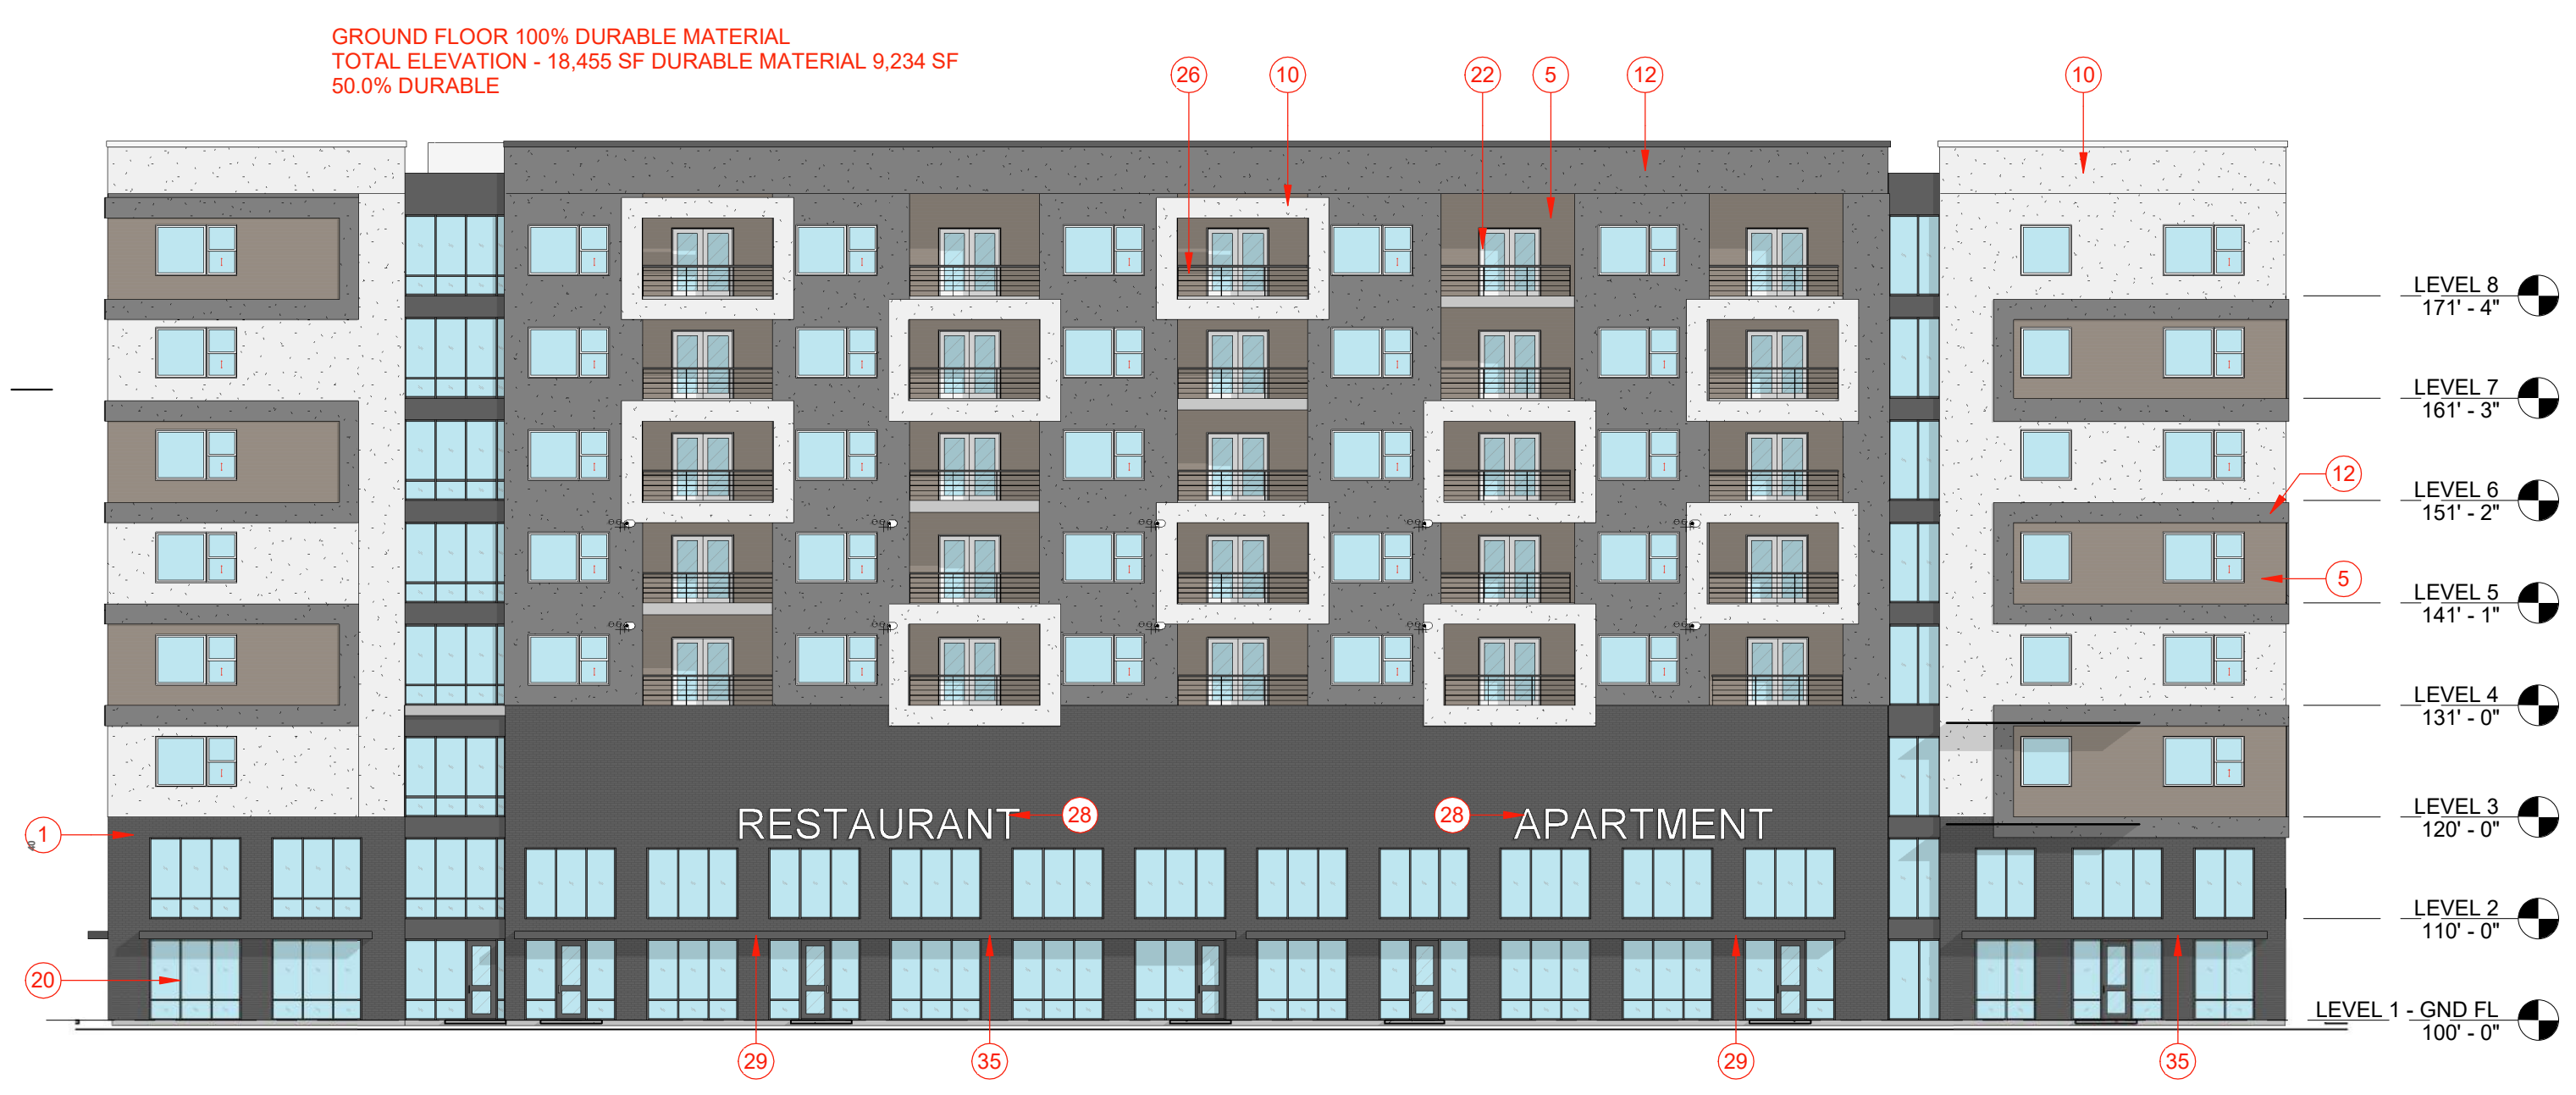 GROUND FLOOR 100% DURABLE MATERIAL
TOTAL ELEVATION - 18,455 SF DURABLE MATERIAL 9,234 SF
50.0% DURABLE
26
10
22
5
12
10
LEVEL 8
171' - 4"
LEVEL 7
161' - 3"
12
LEVEL 6
151' - 2"
5
LEVEL 5
141' - 1"
LEVEL 4
131' - 0"
RESTAURANT
28
28
APARTMENT
LEVEL 3
120' - 0"
1
40
LEVEL 2
110' - 0"
20
LEVEL 1 - GND FL
100' - 0"
29
35
29
35